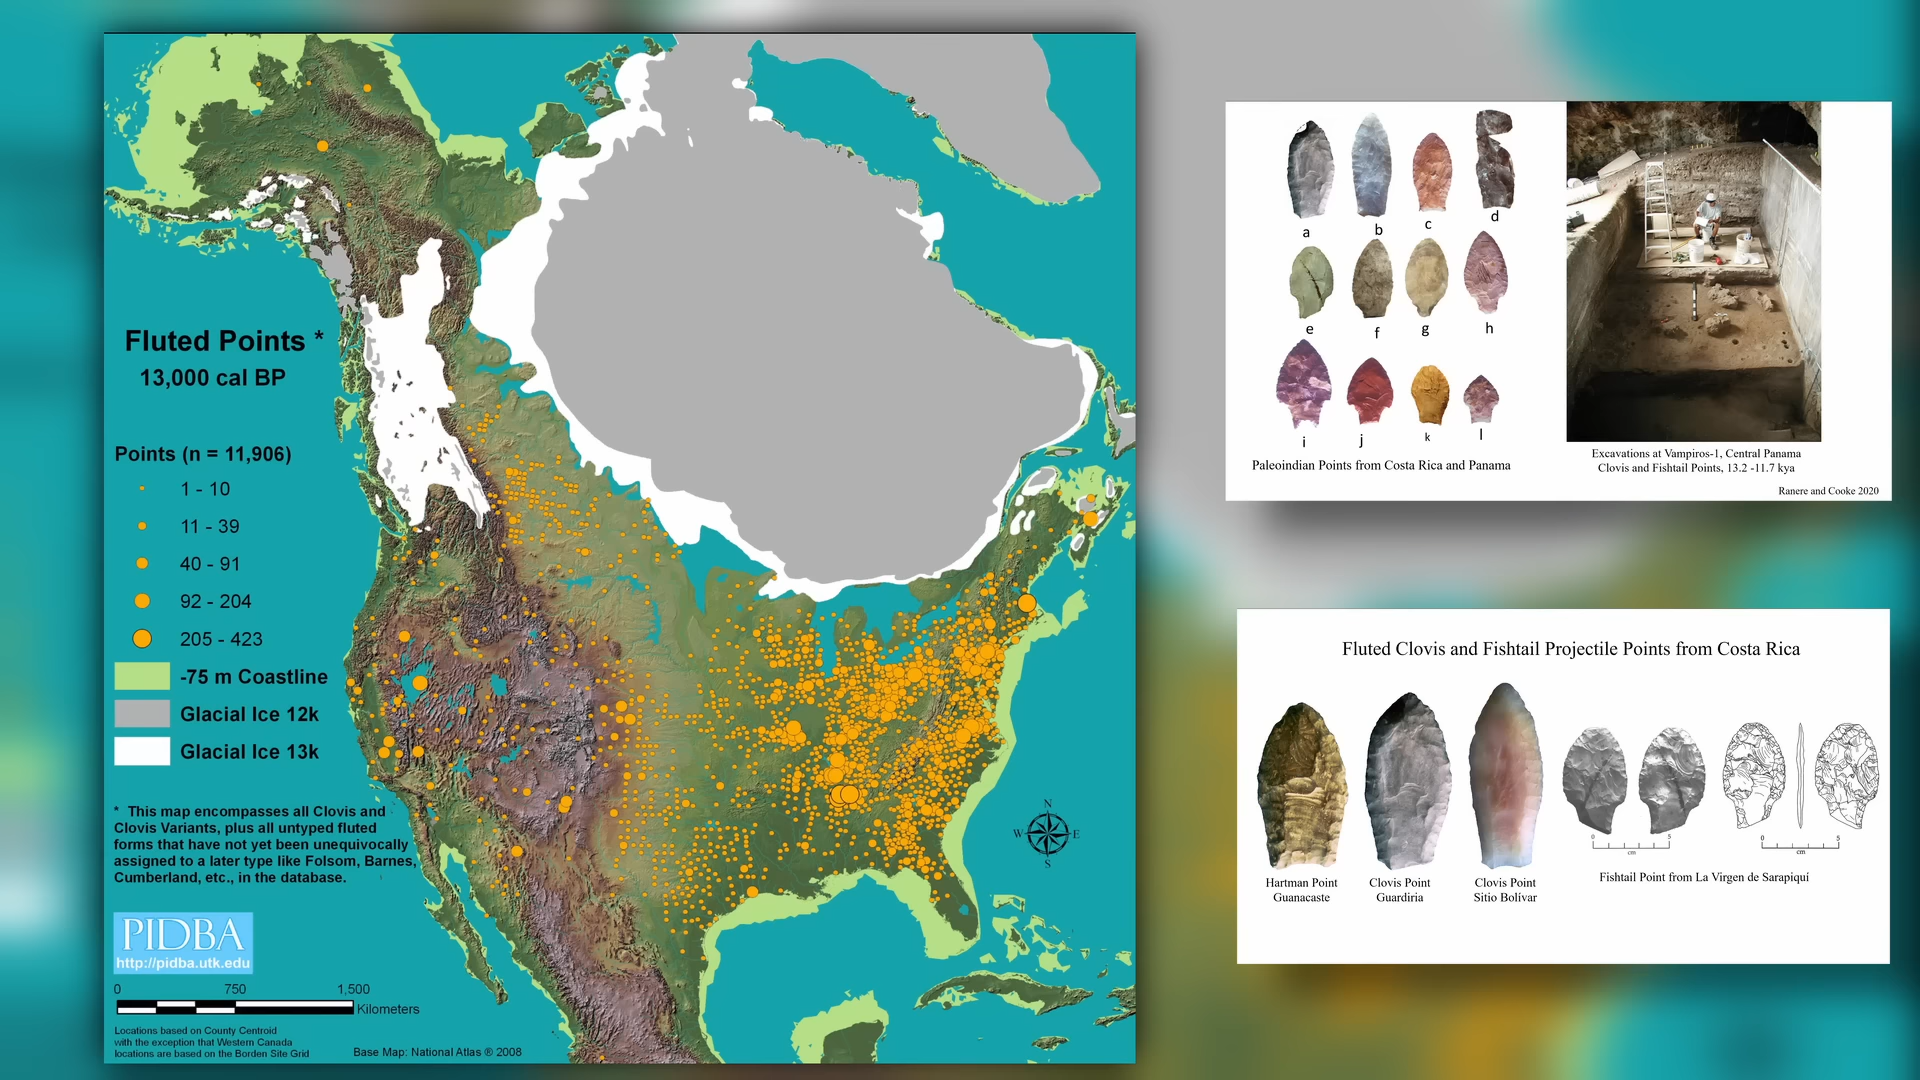 Fluted Points *
13,000 cal BP
Points (n = 11,906)
1 - 10
11 - 39
40 - 91
92 - 204
205 - 423
-75 m Coastline
Glacial Ice 12k
Glacial Ice 13k
* This map encompasses all Clovis and
Clovis Variants, plus all untyped fluted
forms that have not yet been unequivocally
assigned to a later type like Folsom, Barnes,
Cumberland, etc., in the database.
PIDBA
http://pidba.utk.edu
0 750 1,500
Kilometers
Locations based on County Centroid
with the exception that Western Canada
locations are based on the Borden Site Grid
Base Map: National Atlas ® 2008
N
W E
S
a b c d
e f g h
i j k l
Paleoindian Points from Costa Rica and Panama
Excavations at Vampiros-1, Central Panama
Clovis and Fishtail Points, 13.2 -11.7 kya
Ranere and Cooke 2020
Fluted Clovis and Fishtail Projectile Points from Costa Rica
0 5
cm
0 5
cm
Hartman Point
Guanacaste
Clovis Point
Guardiria
Clovis Point
Sitio Bolivar
Fishtail Point from La Virgen de Sarapiquí